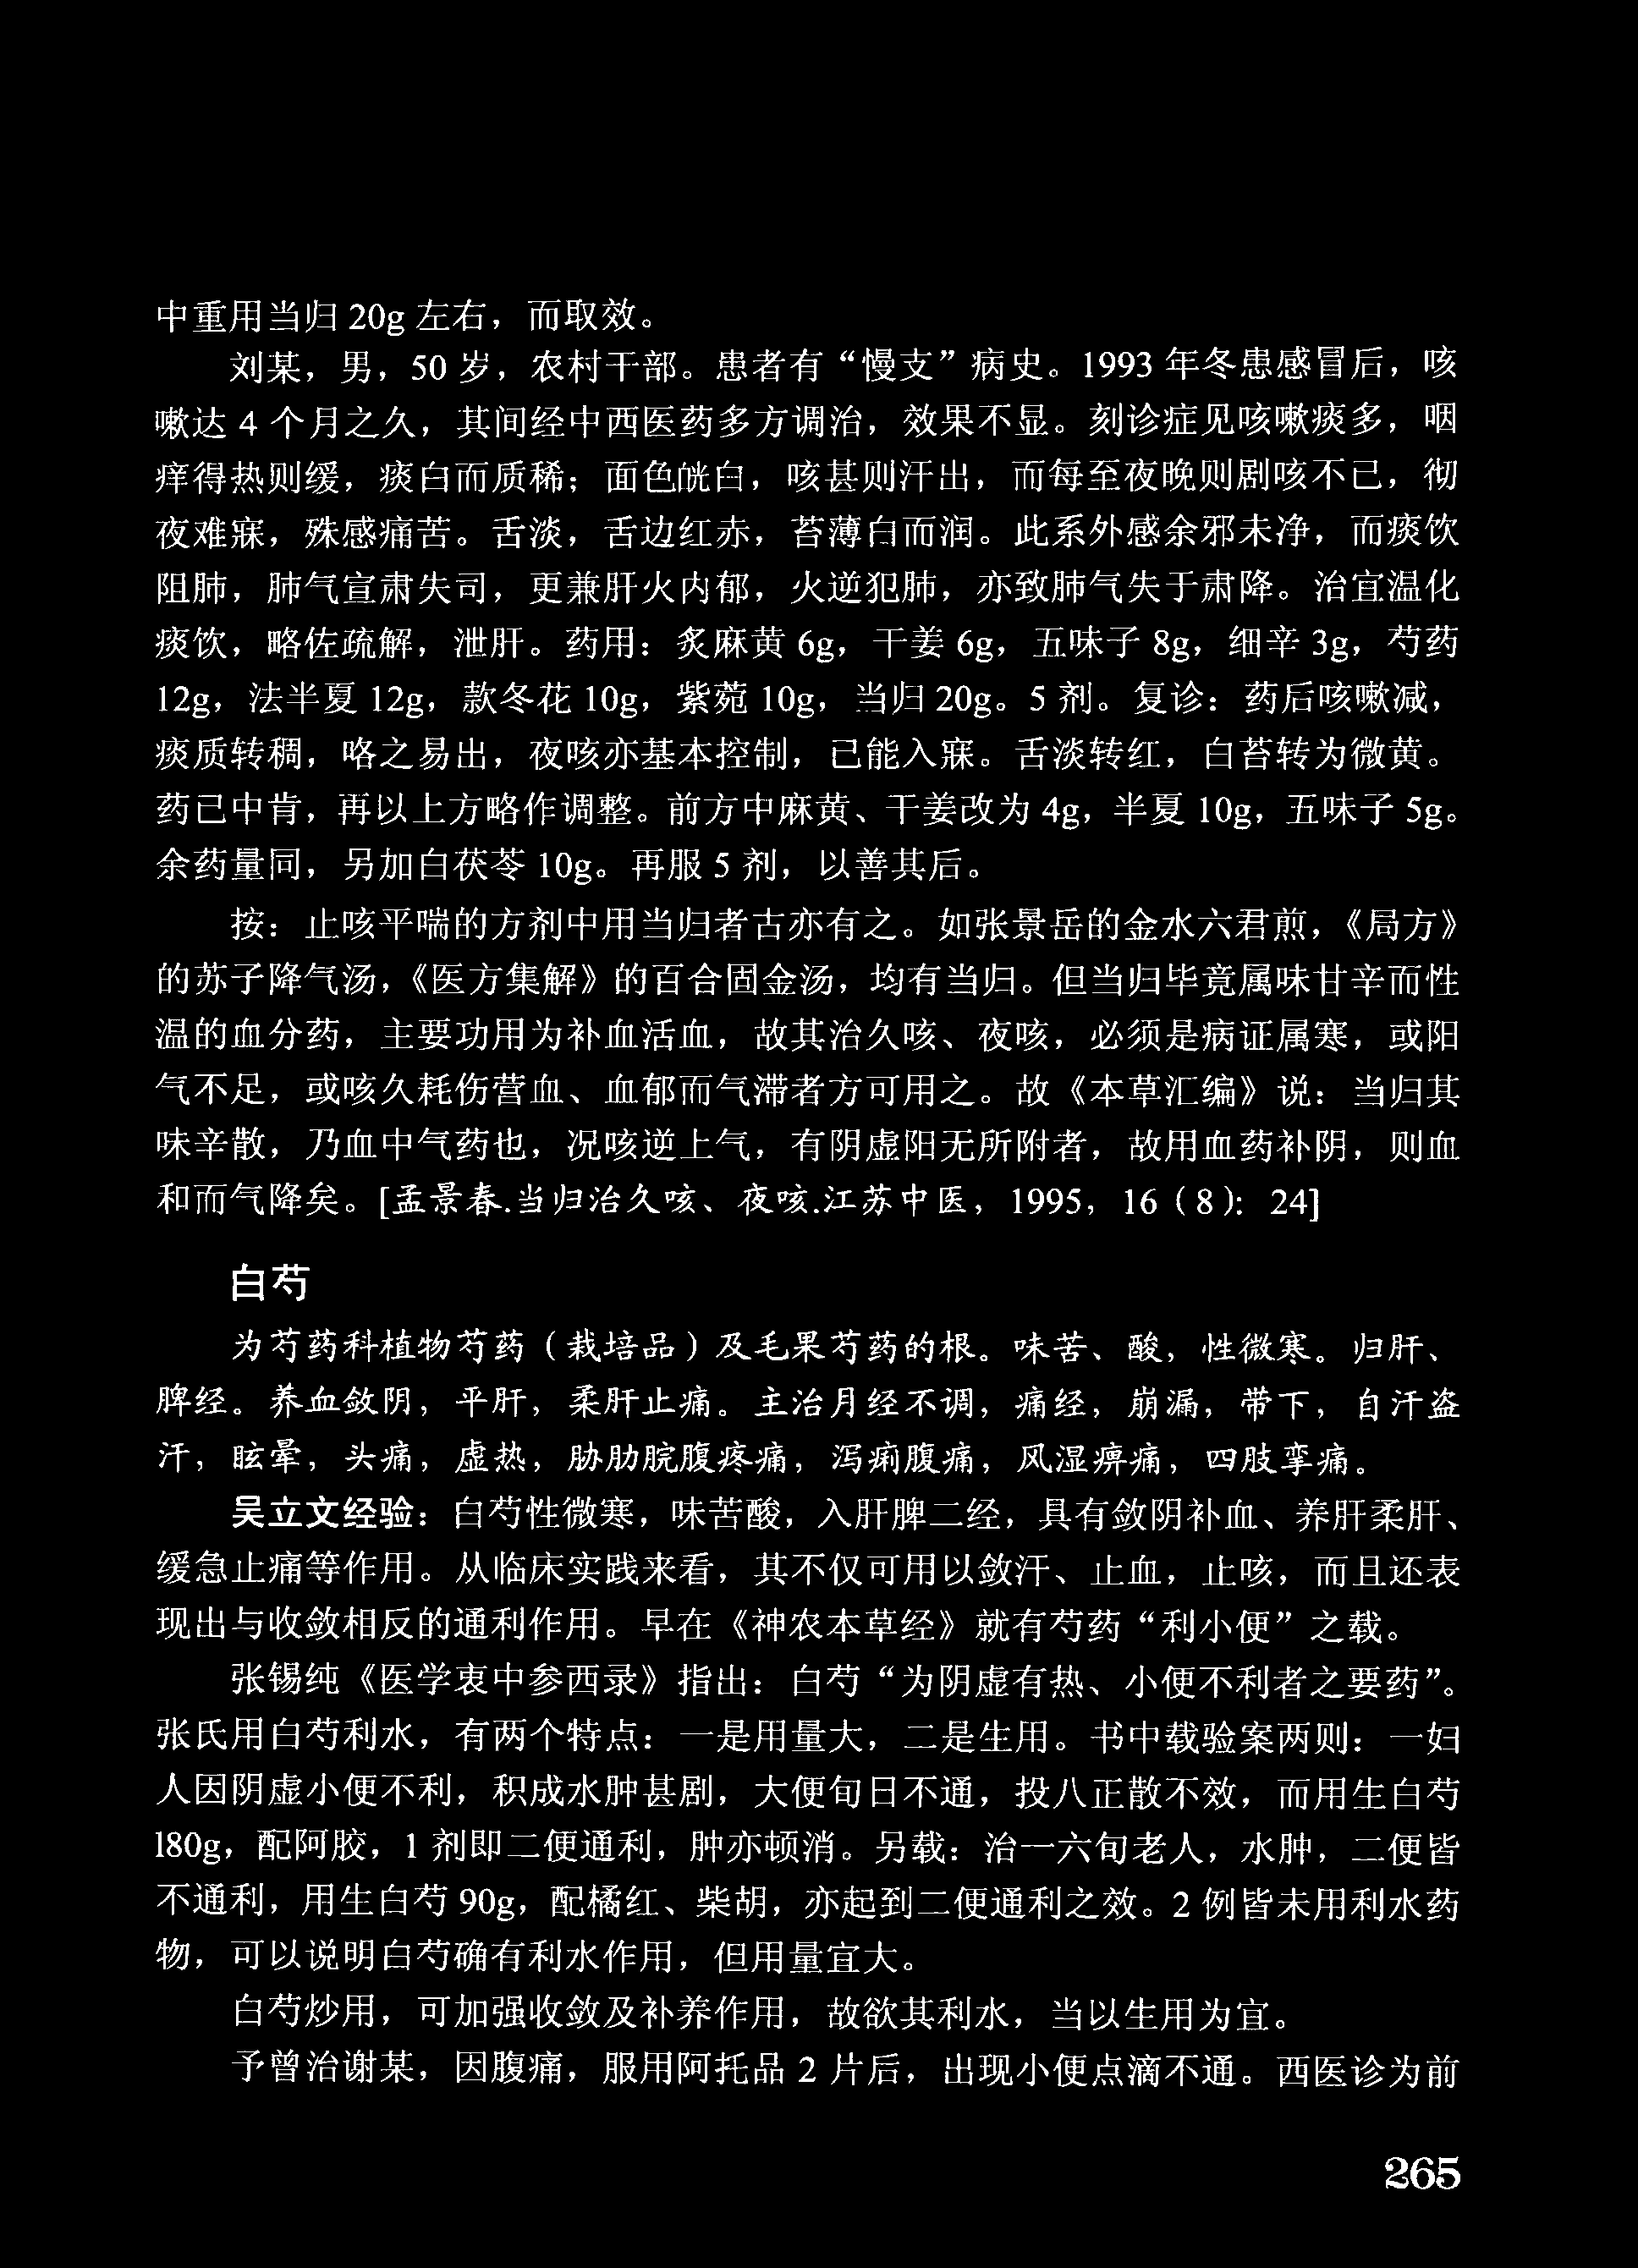 中重用当归 20g 左右，而取效。
刘某，男，50 岁，农村干部。患者有“慢支”病史。1993 年冬患感冒后，咳
嗽达 4 个月之久，其间经中西医药多方调治，效果不显。刻诊症见咳嗽痰多，咽
痒得热则缓，痰白而质稀；面色㿠白，咳甚则汗出，而每至夜晚则剧咳不已，彻
夜难寐，殊感痛苦。舌淡，舌边红赤，苔薄白而润。此系外感余邪未净，而痰饮
阻肺，肺气宣肃失司，更兼肝火内郁，火逆犯肺，亦致肺气失于肃降。治宜温化
痰饮，略佐疏解，泄肝。药用：炙麻黄 6g，干姜 6g，五味子 8g，细辛 3g，芍药
12g，法半夏 12g，款冬花 10g，紫菀 10g，当归 20g。5 剂。复诊：药后咳嗽减，
痰质转稠，咯之易出，夜咳亦基本控制，已能入寐。舌淡转红，白苔转为微黄。
药已中肯，再以上方略作调整。前方中麻黄、干姜改为 4g，半夏 10g，五味子 5g。
余药量同，另加白茯苓 10g。再服 5 剂，以善其后。
按：止咳平喘的方剂中用当归者古亦有之。如张景岳的金水六君煎，《局方》
的苏子降气汤，《医方集解》的百合固金汤，均有当归。但当归毕竟属味甘辛而性
温的血分药，主要功用为补血活血，故其治久咳、夜咳，必须是病证属寒，或阳
气不足，或咳久耗伤营血、血郁而气滞者方可用之。故《本草汇编》说：当归其
味辛散，乃血中气药也，况咳逆上气，有阴虚阳无所附者，故用血药补阴，则血
和而气降矣。[孟景春.当归治久咳、夜咳.江苏中医，1995，16（8）：24]
白芍
为芍药科植物芍药（栽培品）及毛果芍药的根。味苦、酸，性微寒。归肝、
脾经。养血敛阴，平肝，柔肝止痛。主治月经不调，痛经，崩漏，带下，自汗盗
汗，眩晕，头痛，虚热，胁肋脘腹疼痛，泻痢腹痛，风湿痹痛，四肢挛痛。
吴立文经验：白芍性微寒，味苦酸，入肝脾二经，具有敛阴补血、养肝柔肝、
缓急止痛等作用。从临床实践来看，其不仅可用以敛汗、止血，止咳，而且还表
现出与收敛相反的通利作用。早在《神农本草经》就有芍药“利小便”之载。
张锡纯《医学衷中参西录》指出：白芍“为阴虚有热、小便不利者之要药”。
张氏用白芍利水，有两个特点：一是用量大，二是生用。书中载验案两则：一妇
人因阴虚小便不利，积成水肿甚剧，大便旬日不通，投八正散不效，而用生白芍
180g，配阿胶，1 剂即二便通利，肿亦顿消。另载：治一六旬老人，水肿，二便皆
不通利，用生白芍 90g，配橘红、柴胡，亦起到二便通利之效。2 例皆未用利水药
物，可以说明白芍确有利水作用，但用量宜大。
白芍炒用，可加强收敛及补养作用，故欲其利水，当以生用为宜。
予曾治谢某，因腹痛，服用阿托品 2 片后，出现小便点滴不通。西医诊为前
265